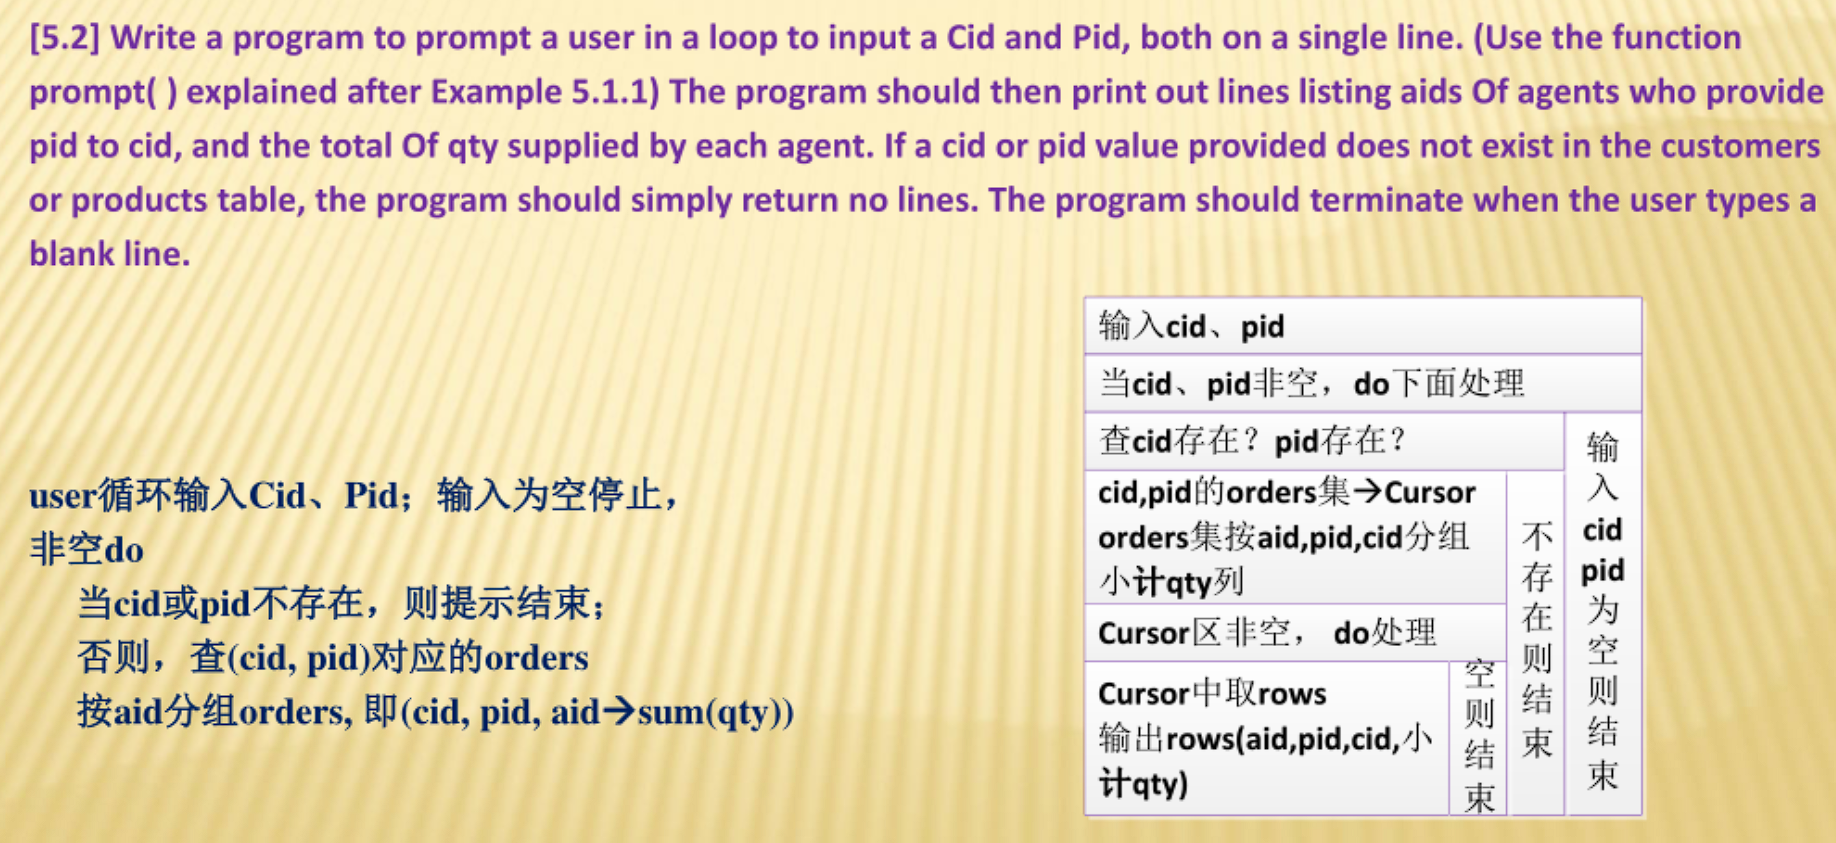 [5.2] Write a program to prompt a user in a loop to input a Cid and Pid, both on a single line. (Use the function
prompt( ) explained after Example 5.1.1) The program should then print out lines listing aids Of agents who provide
pid to cid, and the total Of qty supplied by each agent. If a cid or pid value provided does not exist in the customers
or products table, the program should simply return no lines. The program should terminate when the user types a
blank line.
user循环输入Cid、Pid；输入为空停止，
非空do
当cid或pid不存在，则提示结束；
否则，查(cid, pid)对应的orders
按aid分组orders, 即(cid, pid, aid→sum(qty))
输入cid、pid
当cid、pid非空，do下面处理
查cid存在？pid存在？
cid,pid的orders集→Cursor
orders集按aid,pid,cid分组
小计qty列
Cursor区非空， do处理
Cursor中取rows
输出rows(aid,pid,cid,小
计qty)
空
则
结
束
不
存
在
则
结
束
输
入
cid
pid
为
空
则
结
束